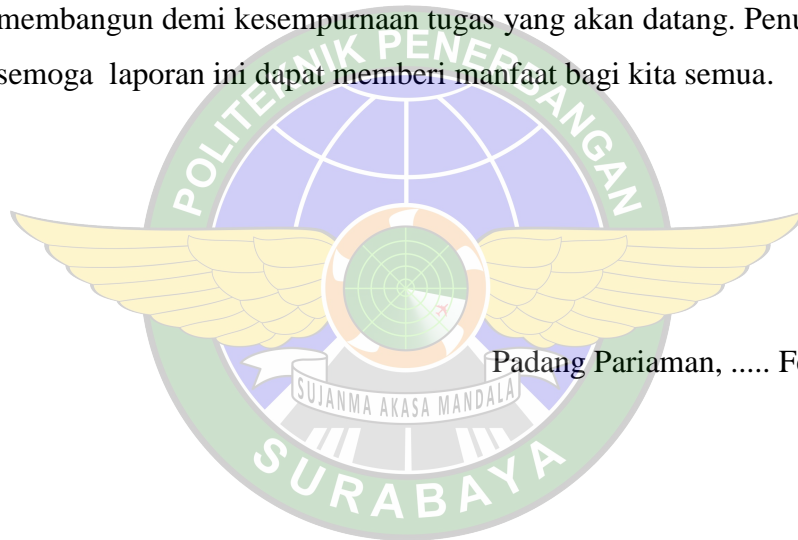 membangun demi kesempurnaan tugas yang akan datang.
semoga laporan ini dapat memberi manfaat bagi kita semua.
POLITEKNIK PENERBANGAN
Padang Pariaman, .....
SUJANMA AKASA MANDALA
SURABAYA